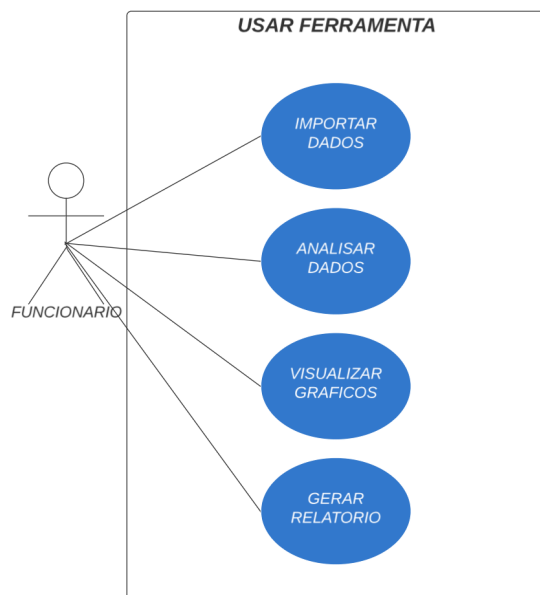 USAR FERRAMENTA
IMPORTAR
DADOS
ANALISAR
DADOS
FUNCIONARIO
VISUALIZAR
GRAFICOS
GERAR
RELATORIO